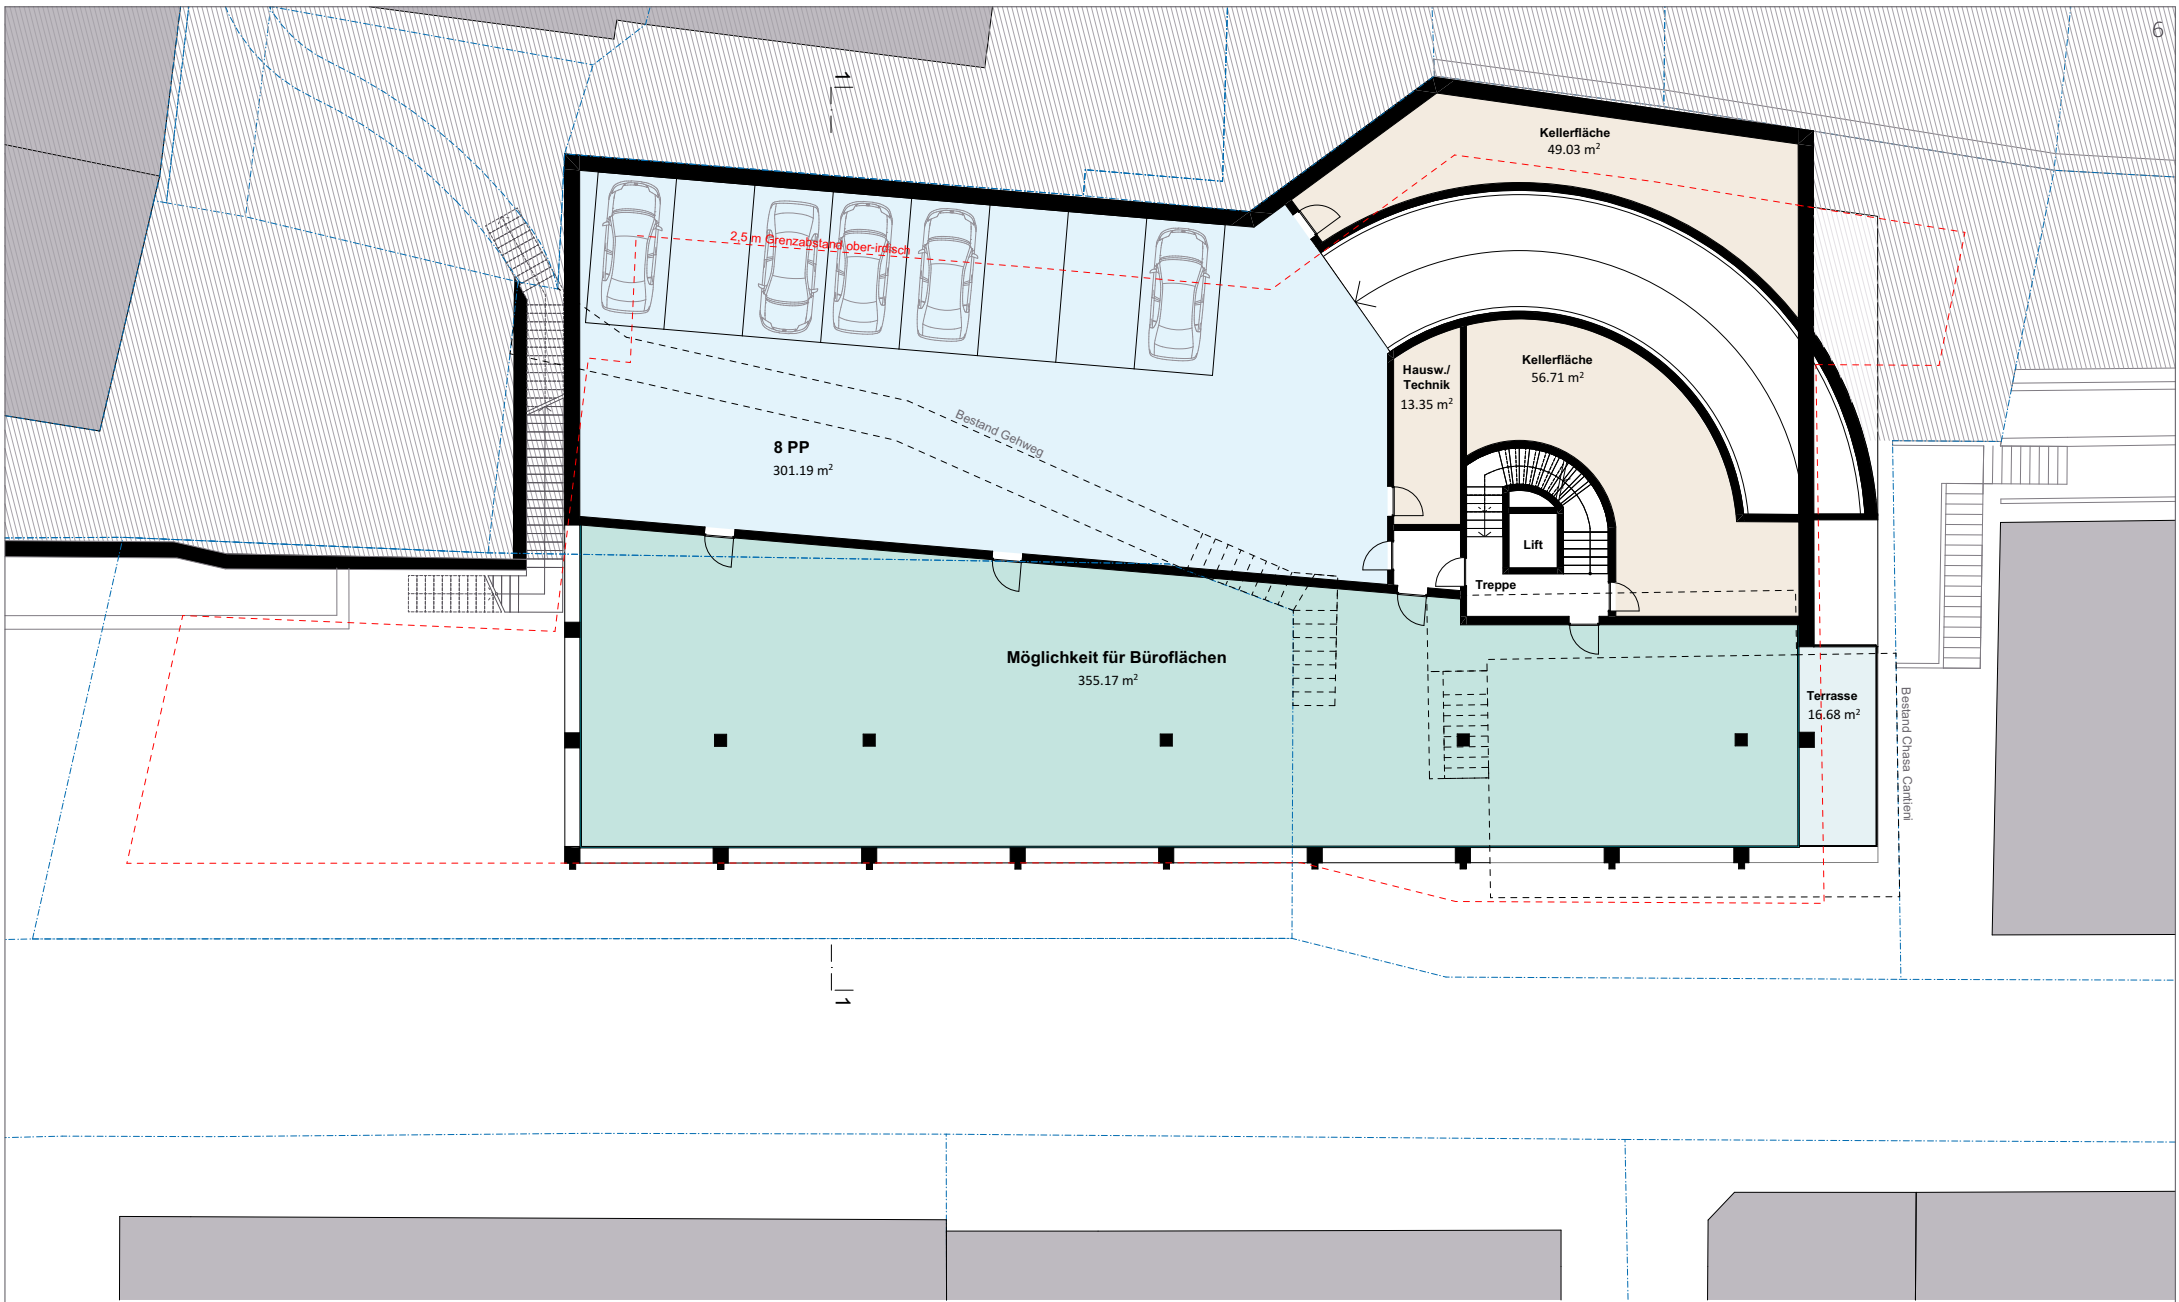 6
1
Kellerfläche
49.03 m²
2,5 m Grenzabstand ober-irdisch
Kellerfläche
56.71 m²
Hausw./
Technik
13.35 m²
Bestand Gehweg
8 PP
301.19 m²
Lift
Treppe
Möglichkeit für Büroflächen
355.17 m²
Terrasse
16.68 m²
Bestand Chasa Cantieni
1